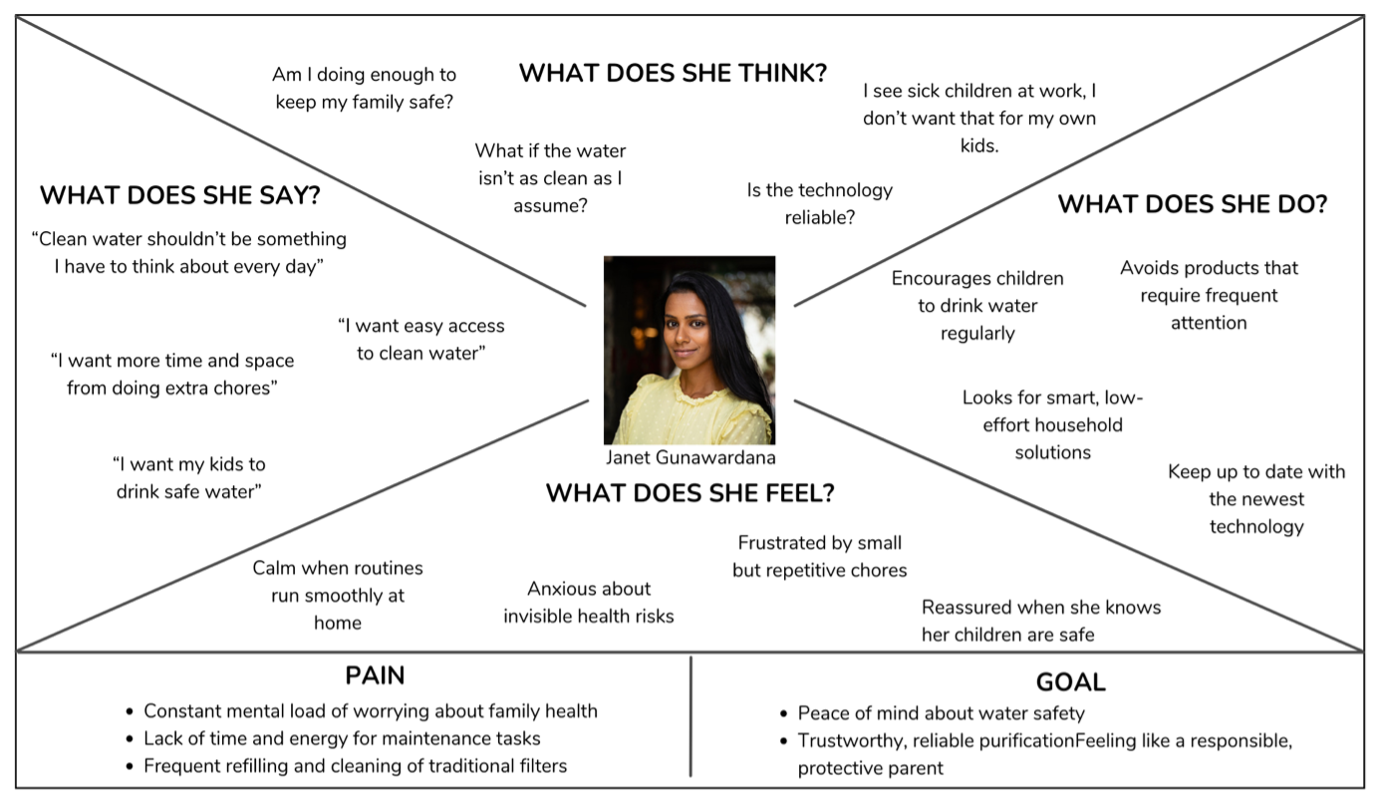 WHAT DOES SHE THINK?
Am I doing enough to
keep my family safe?
What if the water
isn’t as clean as I
assume?
Is the technology
reliable?
I see sick children at work, I
don’t want that for my own
kids.
WHAT DOES SHE SAY?
“Clean water shouldn’t be something
I have to think about every day”
“I want easy access
to clean water”
“I want more time and space
from doing extra chores”
“I want my kids to
drink safe water”
WHAT DOES SHE DO?
Encourages children
to drink water
regularly
Avoids products that
require frequent
attention
Looks for smart, low-
effort household
solutions
Keep up to date with
the newest
technology
Janet Gunawardana
WHAT DOES SHE FEEL?
Calm when routines
run smoothly at
home
Anxious about
invisible health risks
Frustrated by small
but repetitive chores
Reassured when she knows
her children are safe
PAIN
• Constant mental load of worrying about family health
• Lack of time and energy for maintenance tasks
• Frequent refilling and cleaning of traditional filters
GOAL
• Peace of mind about water safety
• Trustworthy, reliable purificationFeeling like a responsible,
protective parent